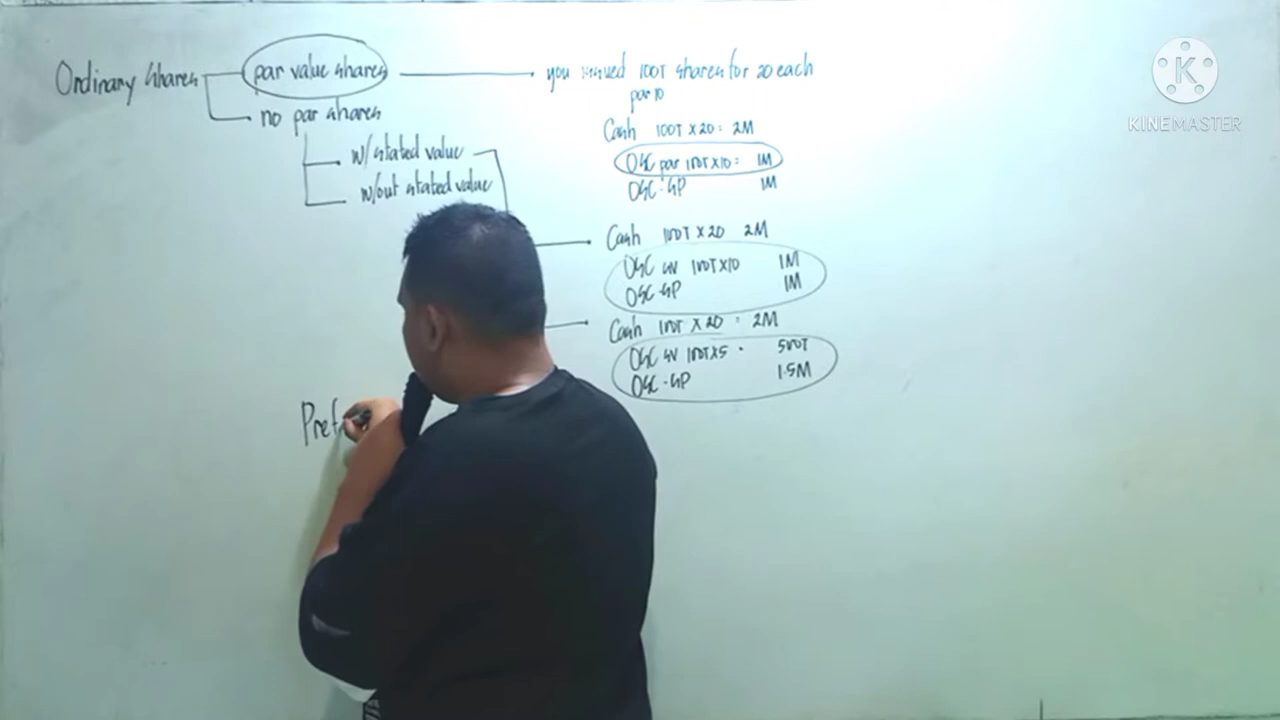 Ordinary shares
par value shares
no par shares
w/ stated value
w/out stated value
you issued 100T shares for 20 each
par 10
Cash 100T X 20 = 2M
OSC par 100T X 10 = 1M
OSC-SP 1M
Cash 100T X 20 2M
OSC SV 100T X 10 1M
OSC-SP 1M
Cash 100T X 20 = 2M
OSC SV 100T X 5 = 500T
OSC-SP 1.5M
Pref
KINEMASTER